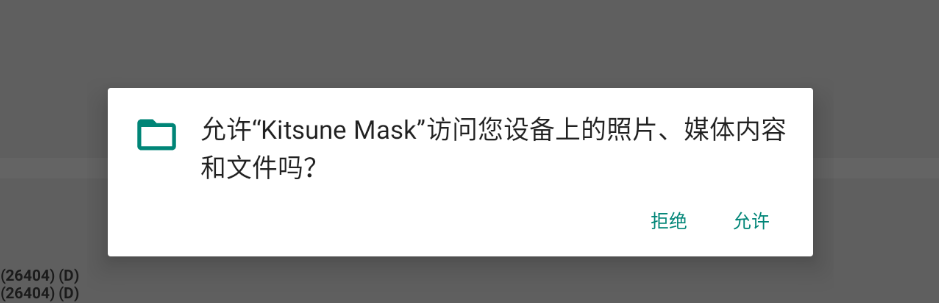 允许“Kitsune Mask”访问您设备上的照片、媒体内容
和文件吗？
拒绝 允许
(26404) (D)
(26404) (D)